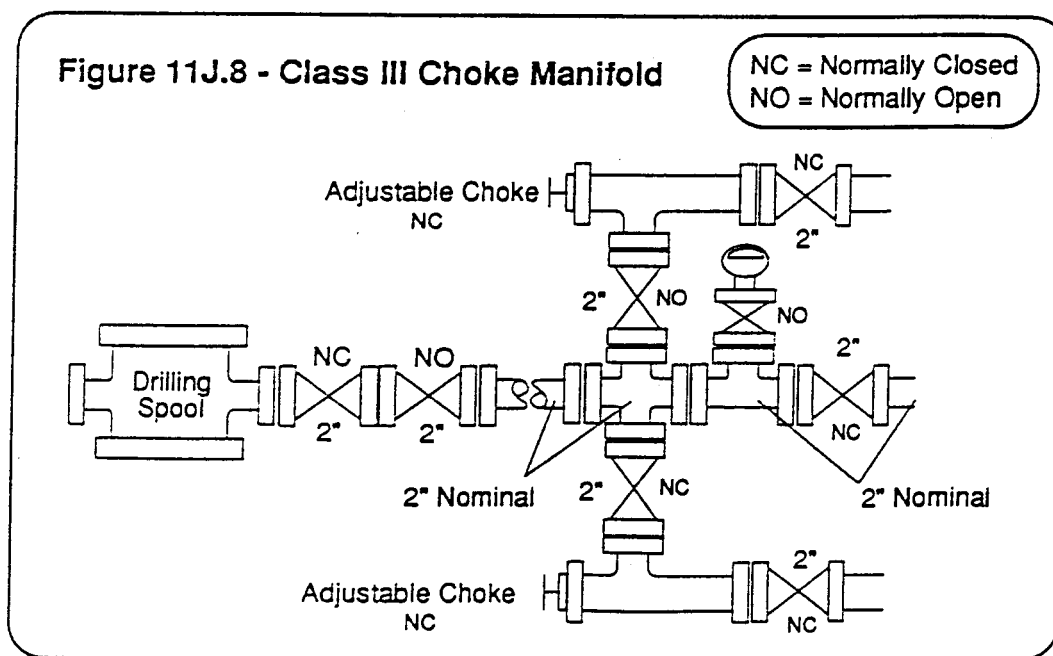 Figure 11J.8 - Class III Choke Manifold
NC = Normally Closed
NO = Normally Open
NC
Adjustable Choke
NC
2"
2" NO
NO
2"
NC NO
Drilling
Spool
2" 2"
NC
2" Nominal
2" NC
2" Nominal
2"
Adjustable Choke
NC
NC